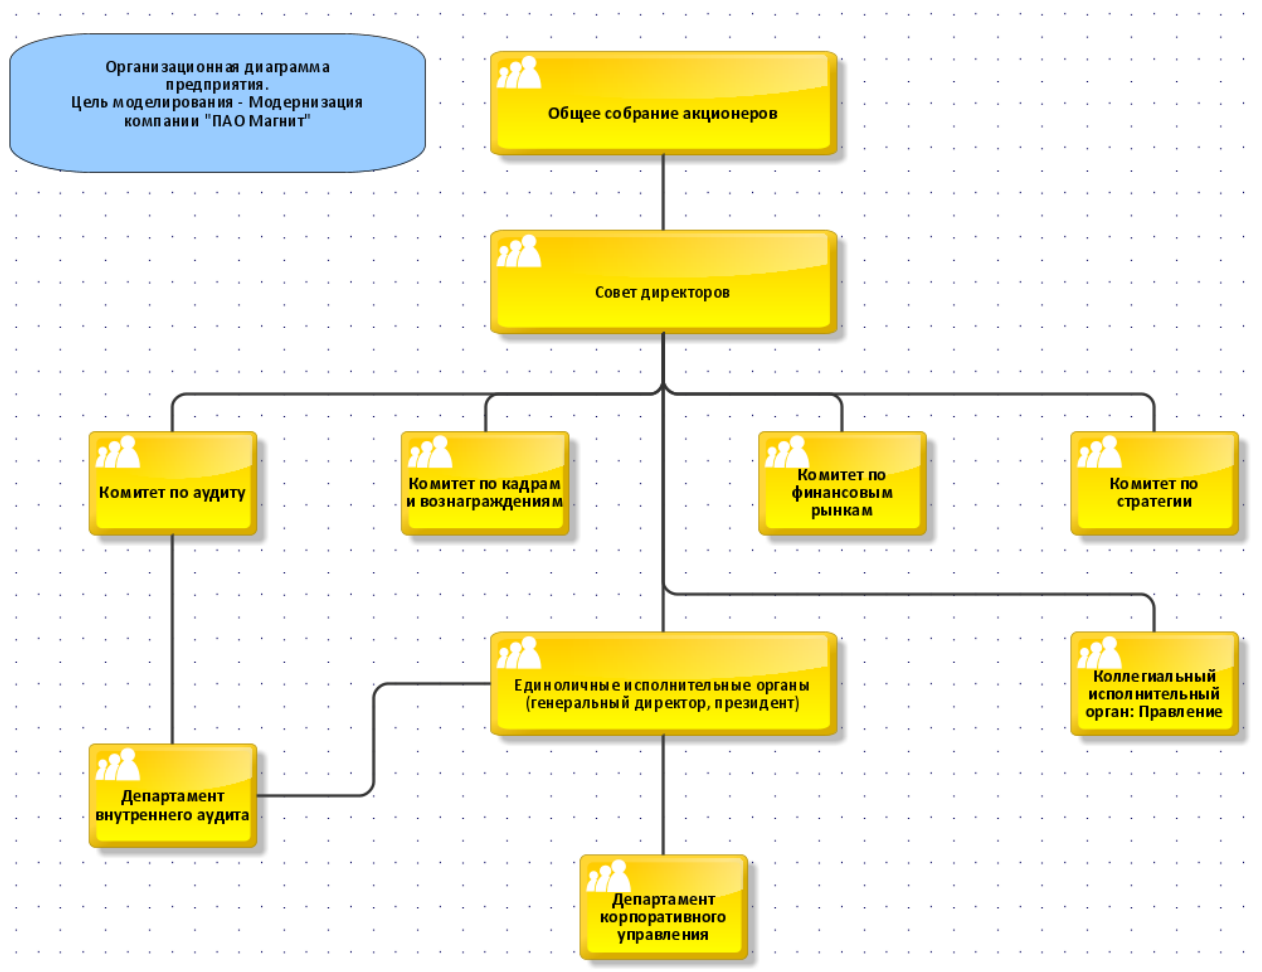 Организационная диаграмма
предприятия.
Цель моделирования - Модернизация
компании "ПАО Магнит"
Общее собрание акционеров
Совет директоров
Комитет по аудиту
Комитет по кадрам
и вознаграждениям
Комитет по
финансовым
рынкам
Комитет по
стратегии
Единоличные исполнительные органы
(генеральный директор, президент)
Коллегиальный
исполнительный
орган: Правление
Департамент
внутреннего аудита
Департамент
корпоративного
управления